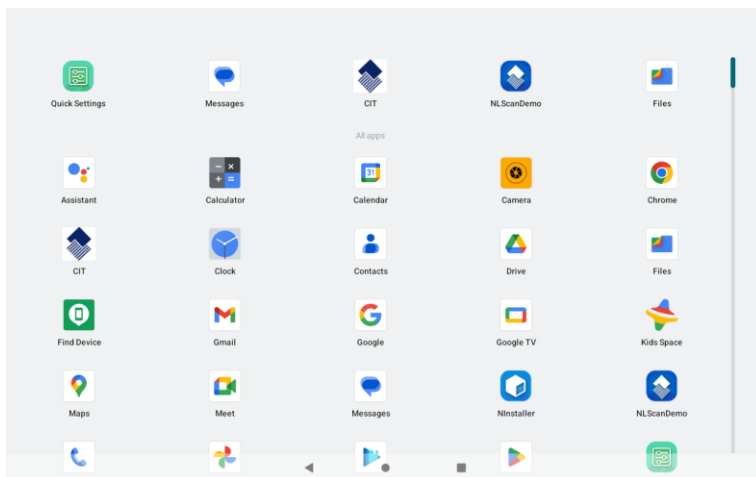 Quick Settings Messages CIT NLScanDemo Files
All apps
Assistant Calculator Calendar Camera Chrome
31
CIT Clock Contacts Drive Files
Find Device Gmail Google Google TV Kids Space
Maps Meet Messages NInstaller NLScanDemo